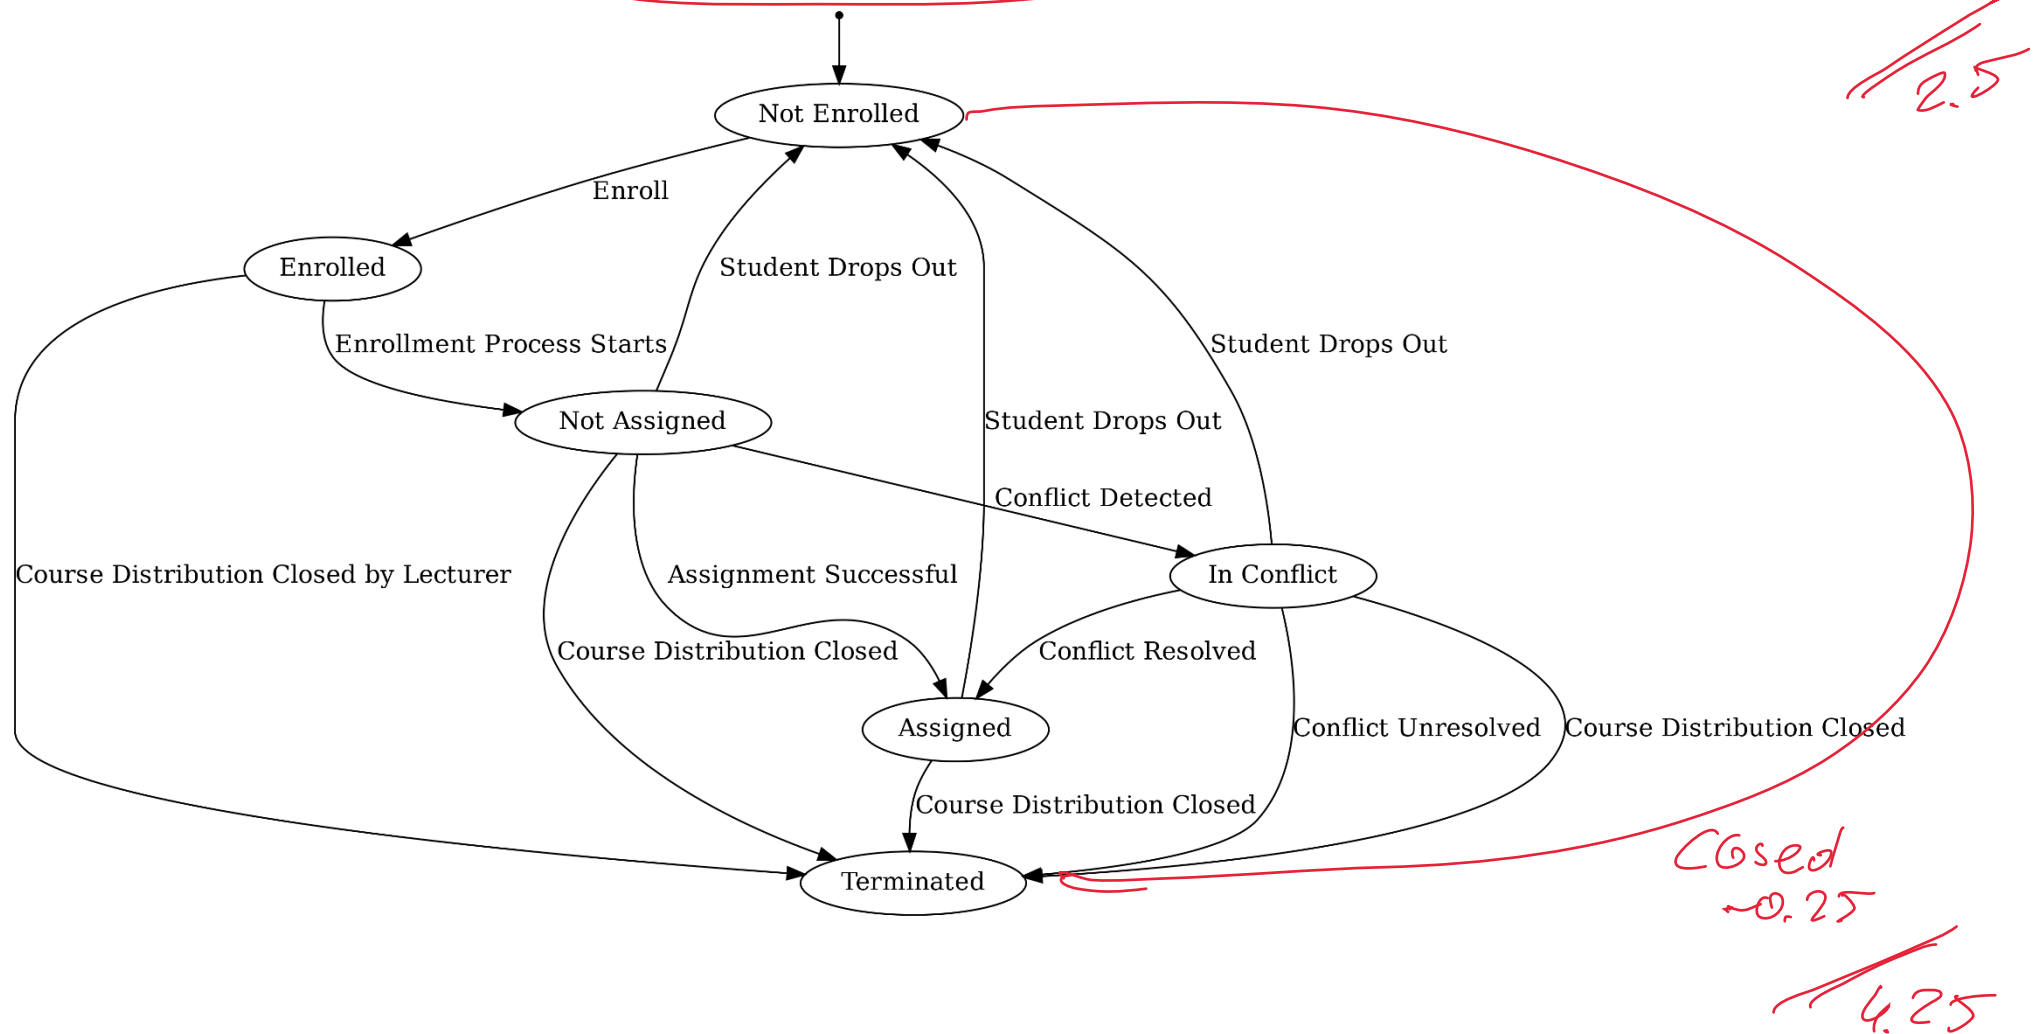 2.5
Not Enrolled
Enroll
Enrolled
Student Drops Out
Enrollment Process Starts
Student Drops Out
Not Assigned
Student Drops Out
Conflict Detected
Course Distribution Closed by Lecturer
Assignment Successful
In Conflict
Course Distribution Closed
Conflict Resolved
Assigned
Conflict Unresolved
Course Distribution Closed
Course Distribution Closed
Terminated
Closed
-0.25
4.25